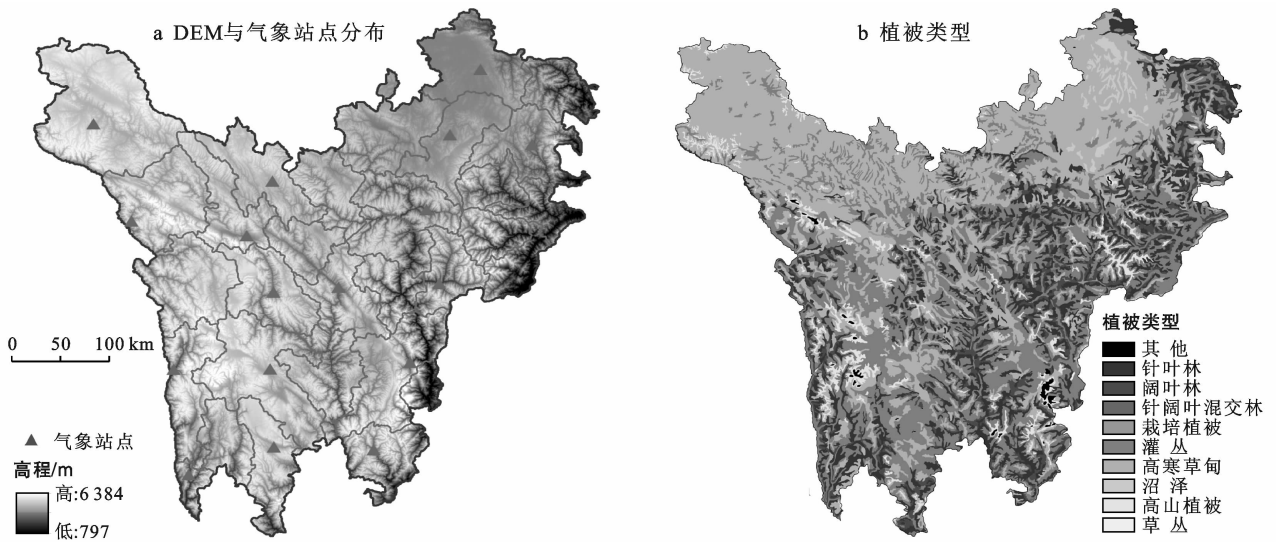 a DEM与气象站点分布
0 50 100 km
气象站点
高程/m
高:6 384
低:797
b 植被类型
植被类型
其 他
针叶林
阔叶林
针阔叶混交林
栽培植被
灌 丛
高寒草甸
沼 泽
高山植被
草 丛